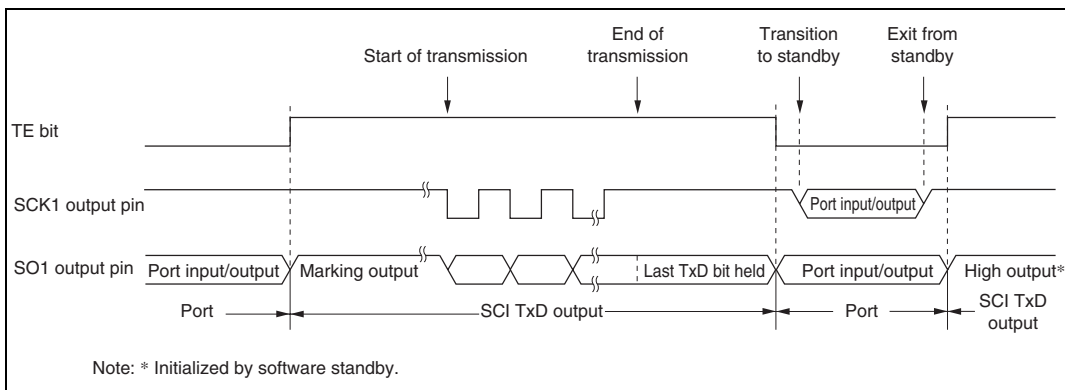 Start of transmission
End of
transmission
Transition
to standby
Exit from
standby
TE bit
SCK1 output pin
Port input/output
SO1 output pin
Port input/output
Marking output
Last TxD bit held
Port input/output
High output*
Port
SCI TxD output
Port
SCI TxD
output
Note: * Initialized by software standby.